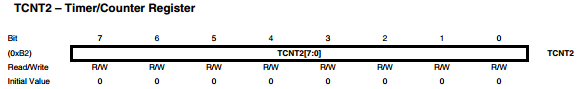 TCNT2 – Timer/Counter Register
Bit 7 6 5 4 3 2 1 0
(0xB2) TCNT2[7:0] TCNT2
Read/Write R/W R/W R/W R/W R/W R/W R/W R/W
Initial Value 0 0 0 0 0 0 0 0